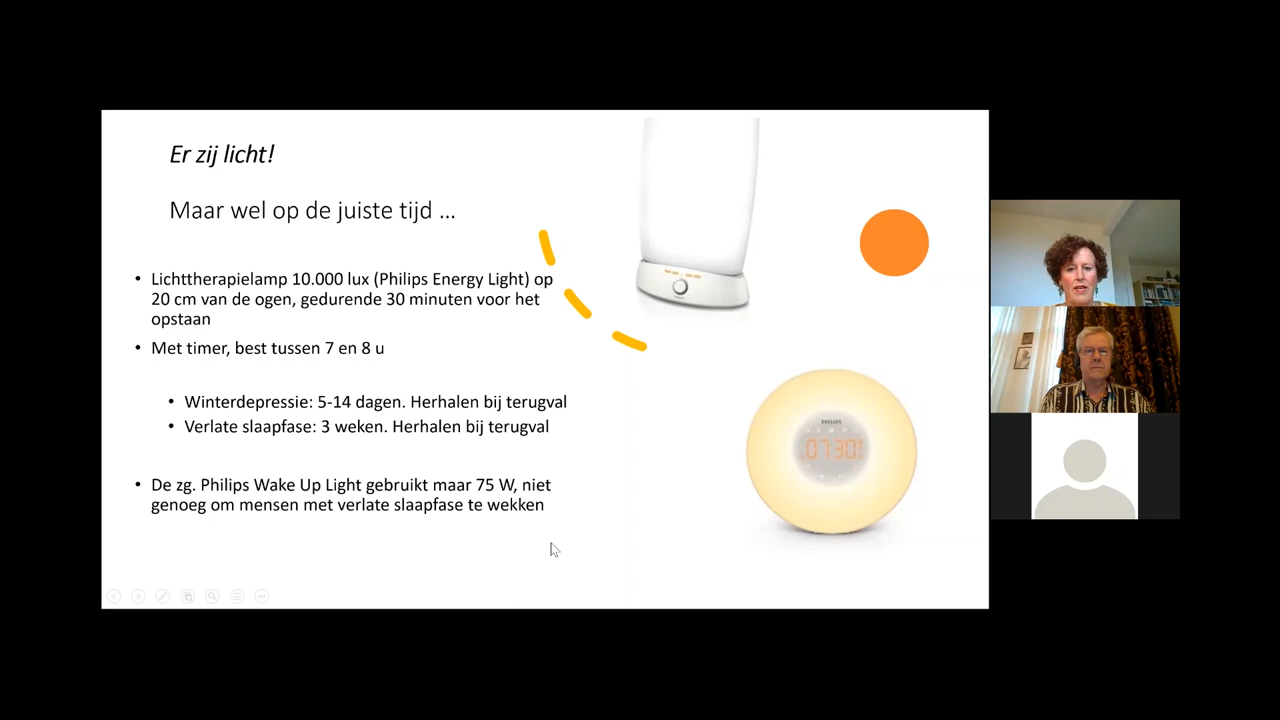 Er zij licht!
Maar wel op de juiste tijd ...
• Lichttherapielamp 10.000 lux (Philips Energy Light) op
20 cm van de ogen, gedurende 30 minuten voor het
opstaan
• Met timer, best tussen 7 en 8 u
• Winterdepressie: 5-14 dagen. Herhalen bij terugval
• Verlate slaapfase: 3 weken. Herhalen bij terugval
• De zg. Philips Wake Up Light gebruikt maar 75 W, niet
genoeg om mensen met verlate slaapfase te wekken
PHILIPS
07:30